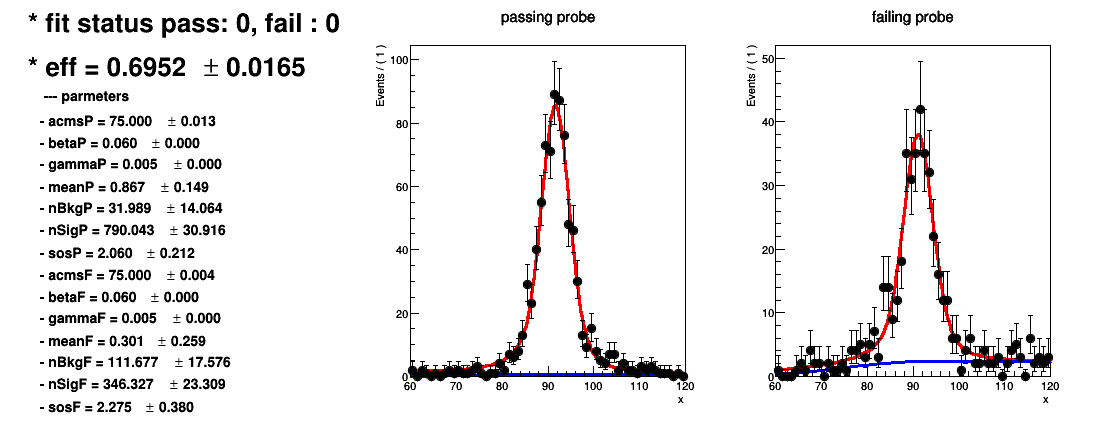 * fit status pass: 0, fail : 0
* eff = 0.6952 ± 0.0165
--- parmeters
- acmsP = 75.000 ± 0.013
- betaP = 0.060 ± 0.000
- gammaP = 0.005 ± 0.000
- meanP = 0.867 ± 0.149
- nBkgP = 31.989 ± 14.064
- nSigP = 790.043 ± 30.916
- sosP = 2.060 ± 0.212
- acmsF = 75.000 ± 0.004
- betaF = 0.060 ± 0.000
- gammaF = 0.005 ± 0.000
- meanF = 0.301 ± 0.259
- nBkgF = 111.677 ± 17.576
- nSigF = 346.327 ± 23.309
- sosF = 2.275 ± 0.380
passing probe
Events / ( 1 )
100
80
60
40
20
0
60 70 80 90 100 110 120
x
failing probe
Events / ( 1 )
50
40
30
20
10
0
60 70 80 90 100 110 120
x